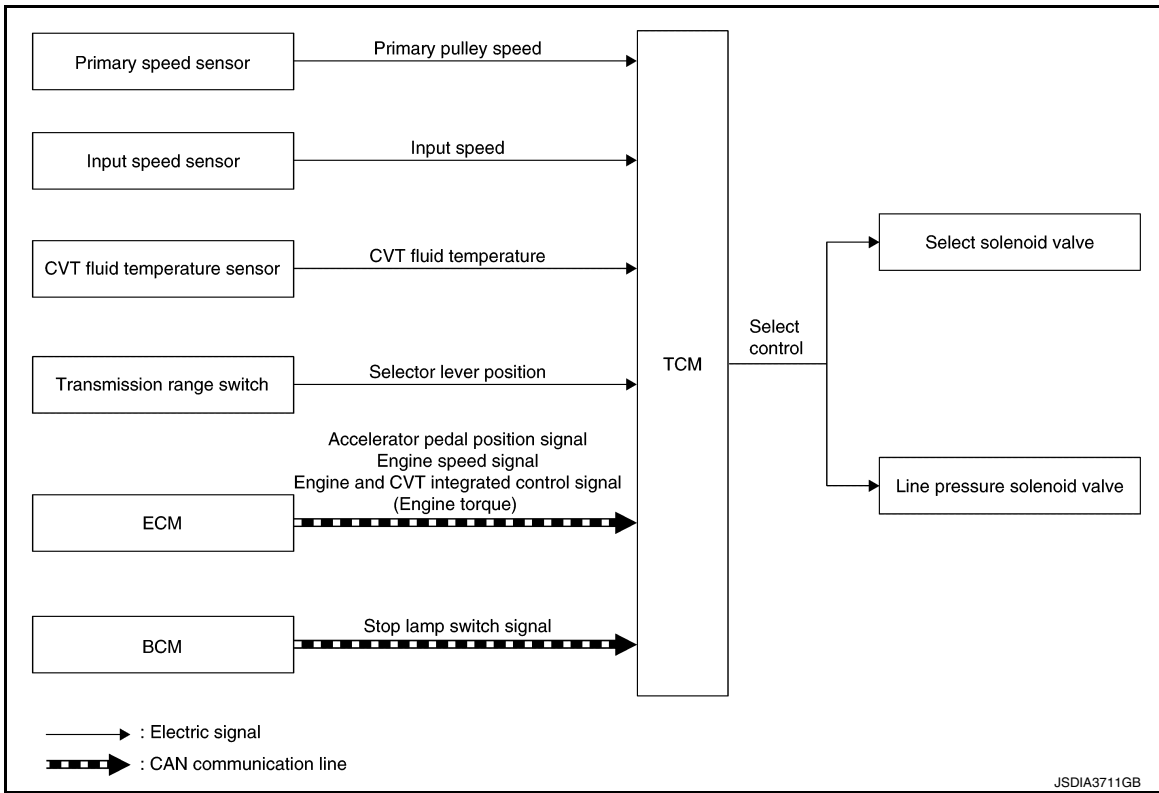 Primary speed sensor
Primary pulley speed
Input speed sensor
Input speed
CVT fluid temperature sensor
CVT fluid temperature
Transmission range switch
Selector lever position
ECM
Accelerator pedal position signal
Engine speed signal
Engine and CVT integrated control signal
(Engine torque)
BCM
Stop lamp switch signal
TCM
Select
control
Select solenoid valve
Line pressure solenoid valve
: Electric signal
: CAN communication line
JSDIA3711GB